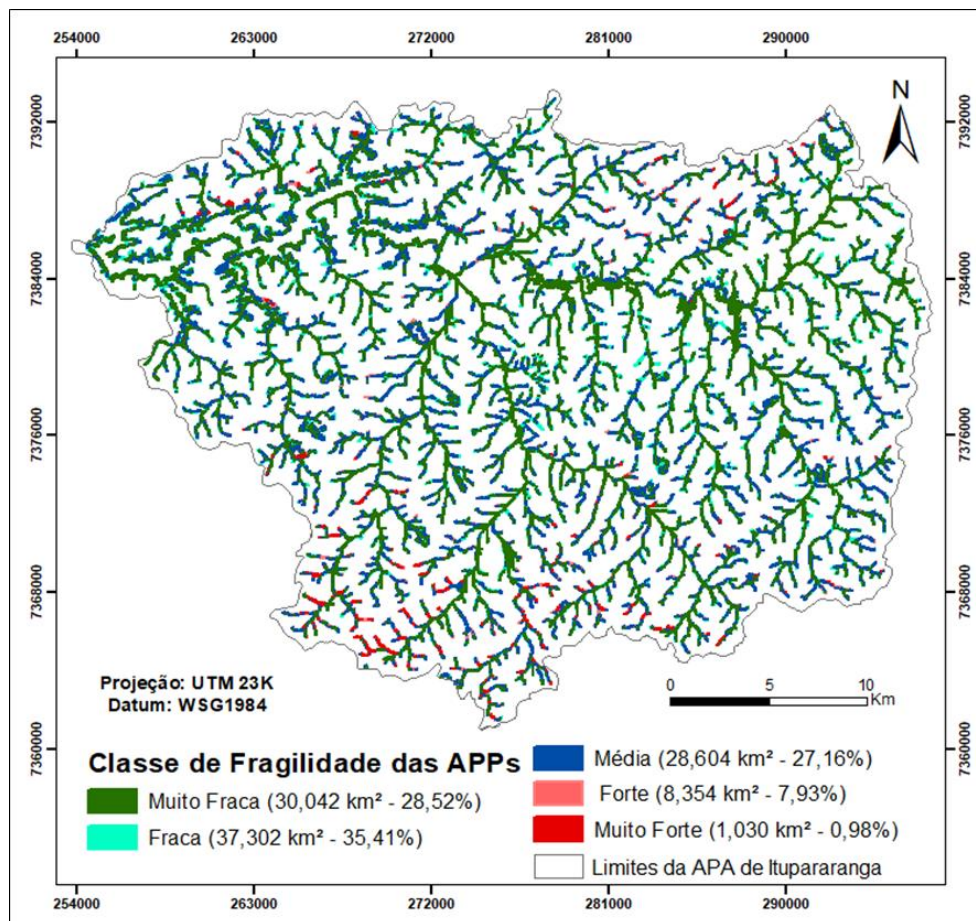 254000 263000 272000 281000 290000
N
7392000 7392000
7384000 7384000
7376000 7376000
7368000 7368000
7360000 7360000
Projeção: UTM 23K
Datum: WSG1984
0 5 10
Km
Classe de Fragilidade das APPs
Muito Fraca (30,042 km² - 28,52%)
Fraca (37,302 km² - 35,41%)
Média (28,604 km² - 27,16%)
Forte (8,354 km² - 7,93%)
Muito Forte (1,030 km² - 0,98%)
Limites da APA de Itupararanga
254000 263000 272000 281000 290000